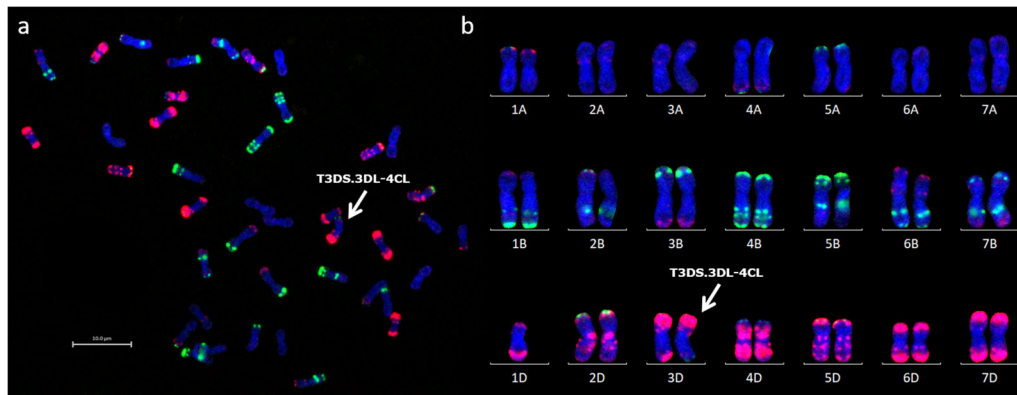 a
T3DS.3DL-4CL
10.0 μm
b
1A 2A 3A 4A 5A 6A 7A
1B 2B 3B 4B 5B 6B 7B
T3DS.3DL-4CL
1D 2D 3D 4D 5D 6D 7D